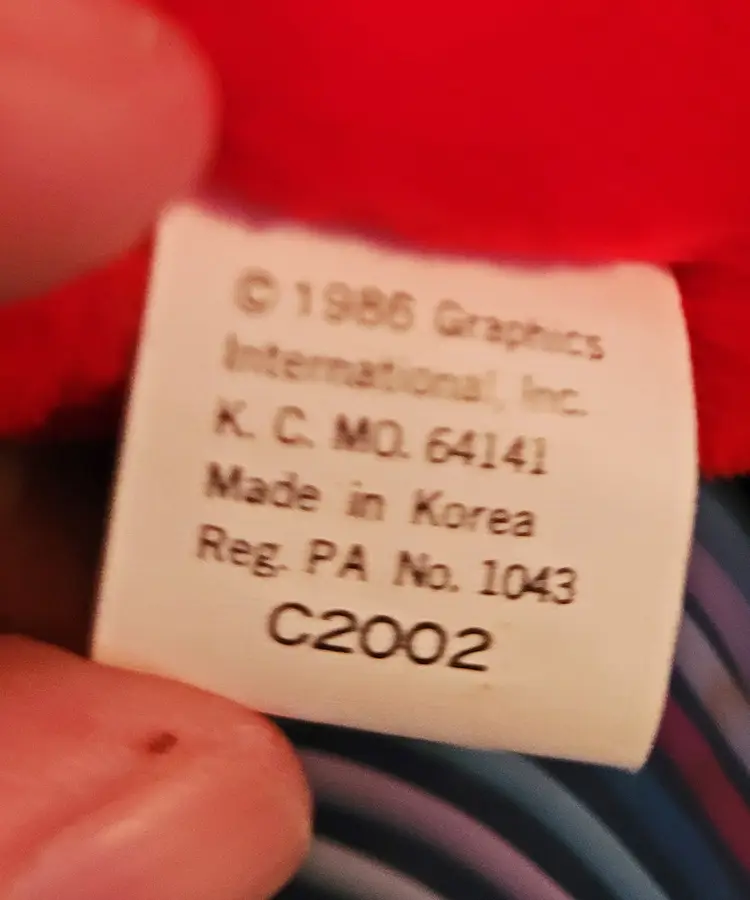 © 1986 Graphics
International, Inc.
K. C. MO. 64141
Made in Korea
Reg. PA No. 1043
C2002